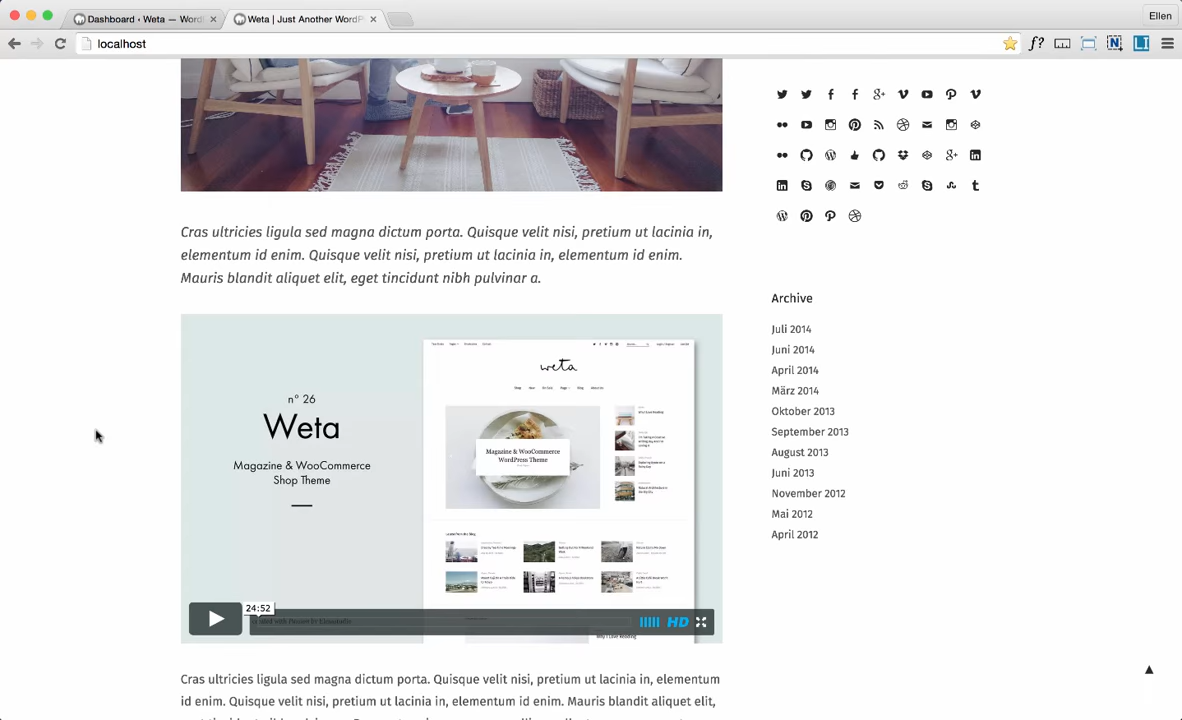 Dashboard ‹ Weta — Word
Weta | Just Another WordP
Ellen
localhost
f?
Cras ultricies ligula sed magna dictum porta. Quisque velit nisi, pretium ut lacinia in,
elementum id enim. Quisque velit nisi, pretium ut lacinia in, elementum id enim.
Mauris blandit aliquet elit, eget tincidunt nibh pulvinar a.
n° 26
Weta
Magazine & WooCommerce
Shop Theme
weta
Magazine & WooCommerce
WordPress Theme
24:52
HD
Why I Love Reading
Cras ultricies ligula sed magna dictum porta. Quisque velit nisi, pretium ut lacinia in, elementum
id enim. Quisque velit nisi, pretium ut lacinia in, elementum id enim. Mauris blandit aliquet elit,
Archive
Juli 2014
Juni 2014
April 2014
März 2014
Oktober 2013
September 2013
August 2013
Juni 2013
November 2012
Mai 2012
April 2012